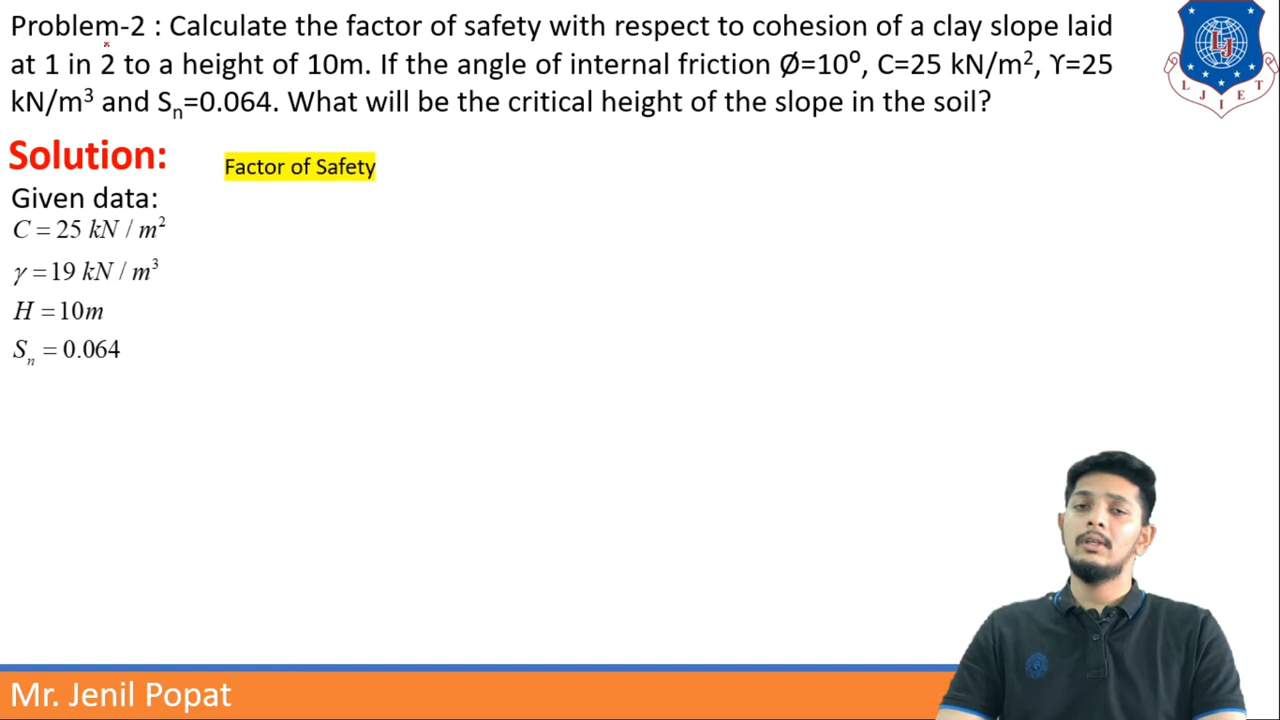 Problem-2 : Calculate the factor of safety with respect to cohesion of a clay slope laid
at 1 in 2 to a height of 10m. If the angle of internal friction Ø=10⁰, C=25 kN/m², ϒ=25
kN/m³ and Sₙ=0.064. What will be the critical height of the slope in the soil?
LJ
L J I E T
Solution:
Factor of Safety
Given data:
C = 25 kN / m²
γ = 19 kN / m³
H = 10m
Sₙ = 0.064
Mr. Jenil Popat